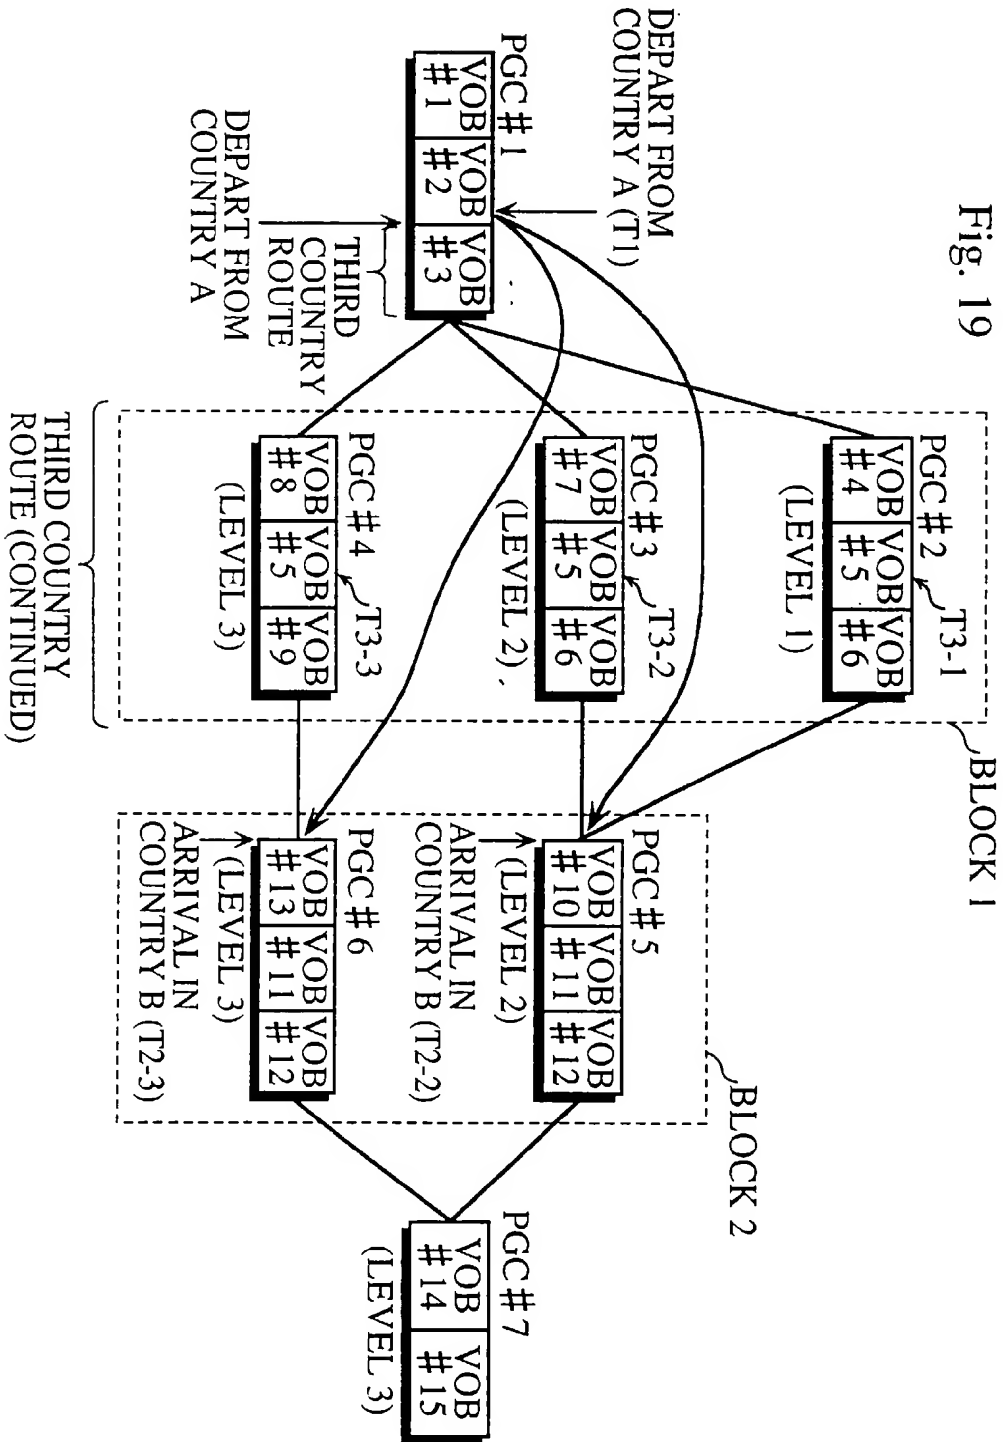 Fig. 19
DEPART FROM
COUNTRY A (T1)
PGC #1
VOB VOB VOB
#1 #2 #3
THIRD
COUNTRY
ROUTE
DEPART FROM
COUNTRY A
BLOCK 1
PGC #2
T3-1
VOB VOB VOB
#4 #5 #6
(LEVEL 1)
PGC #3
T3-2
VOB VOB VOB
#7 #5 #6
(LEVEL 2)
PGC #4
T3-3
VOB VOB VOB
#8 #5 #9
(LEVEL 3)
THIRD COUNTRY
ROUTE (CONTINUED)
BLOCK 2
PGC #5
VOB VOB VOB
#10 #11 #12
(LEVEL 2)
ARRIVAL IN
COUNTRY B (T2-2)
PGC #6
VOB VOB VOB
#13 #11 #12
(LEVEL 3)
ARRIVAL IN
COUNTRY B (T2-3)
PGC #7
VOB VOB
#14 #15
(LEVEL 3)